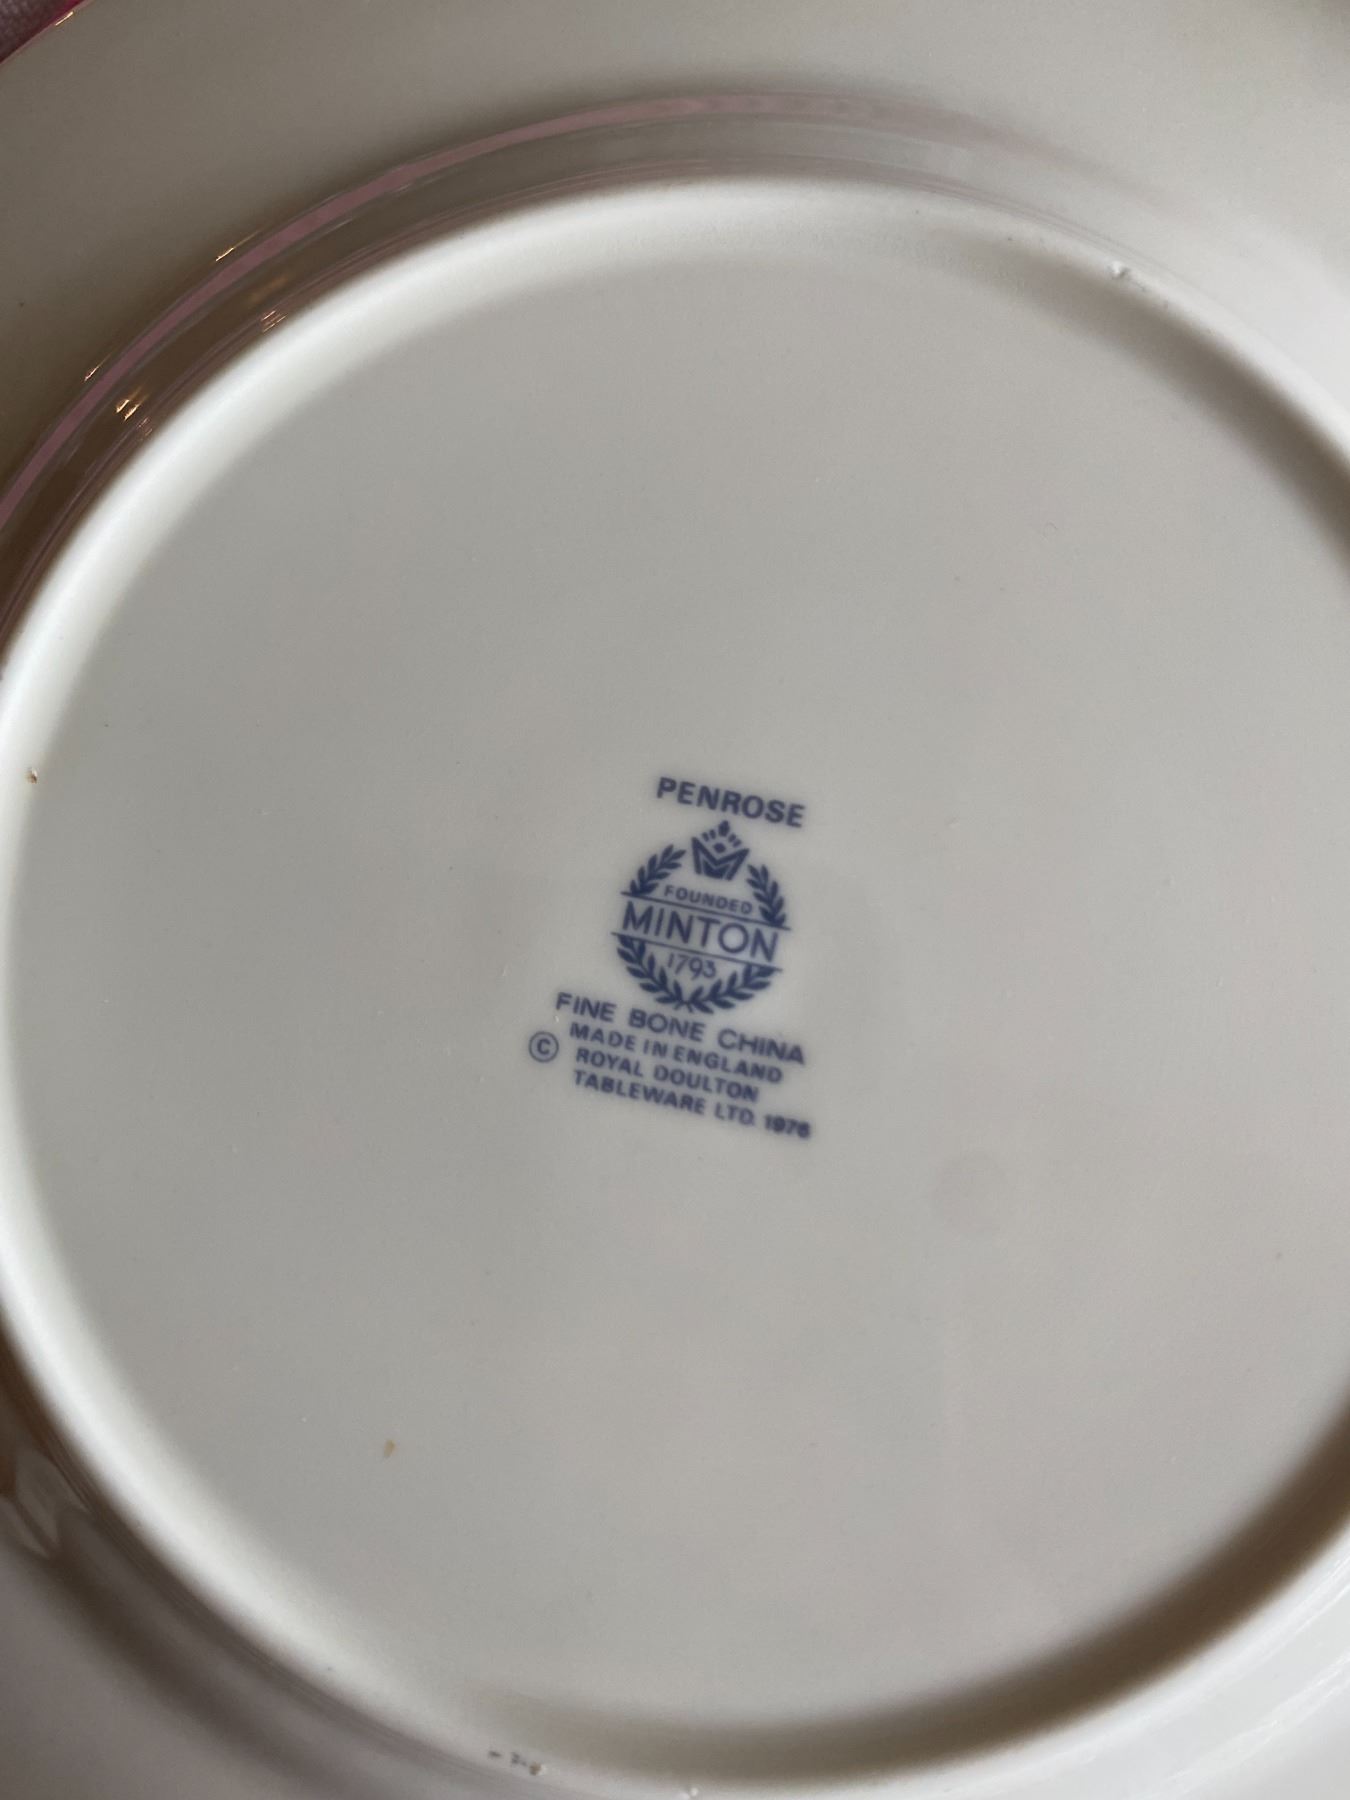 PENROSE
FOUNDED
MINTON
1793
FINE BONE CHINA
© MADE IN ENGLAND
ROYAL DOULTON
TABLEWARE LTD. 1976